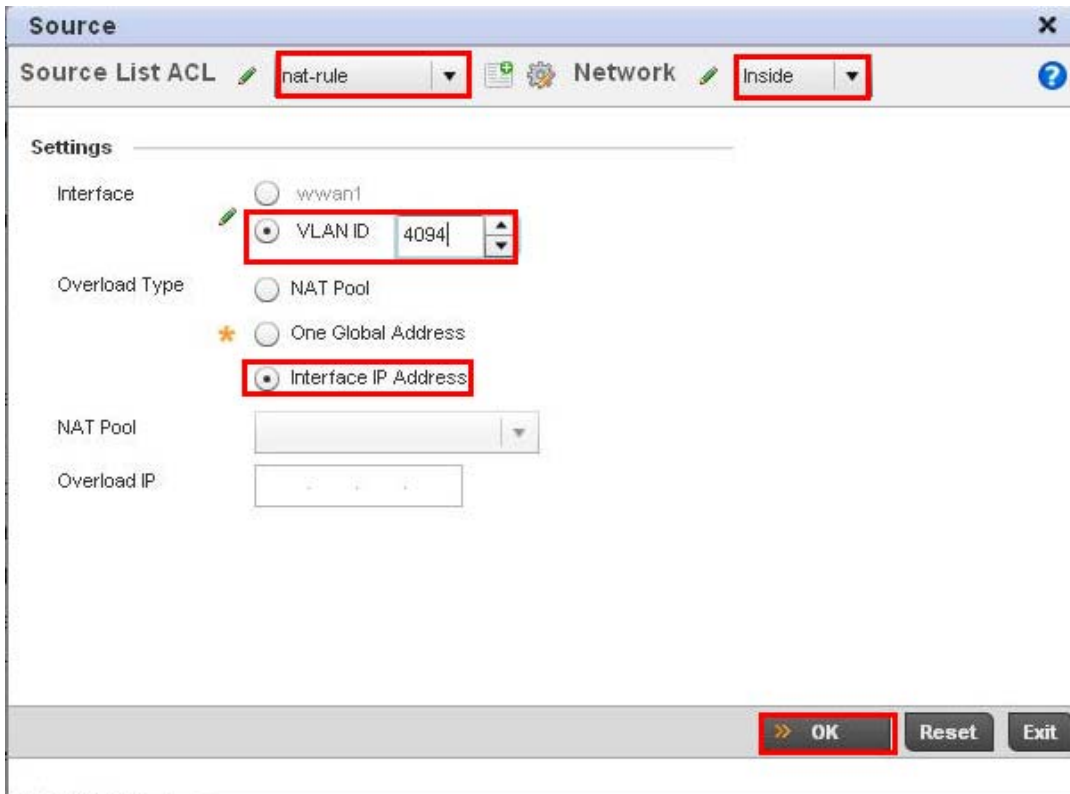 Source
Source List ACL nat-rule Network Inside
Settings
Interface wwan1
VLAN ID 4094
Overload Type NAT Pool
One Global Address
Interface IP Address
NAT Pool
Overload IP
OK Reset Exit